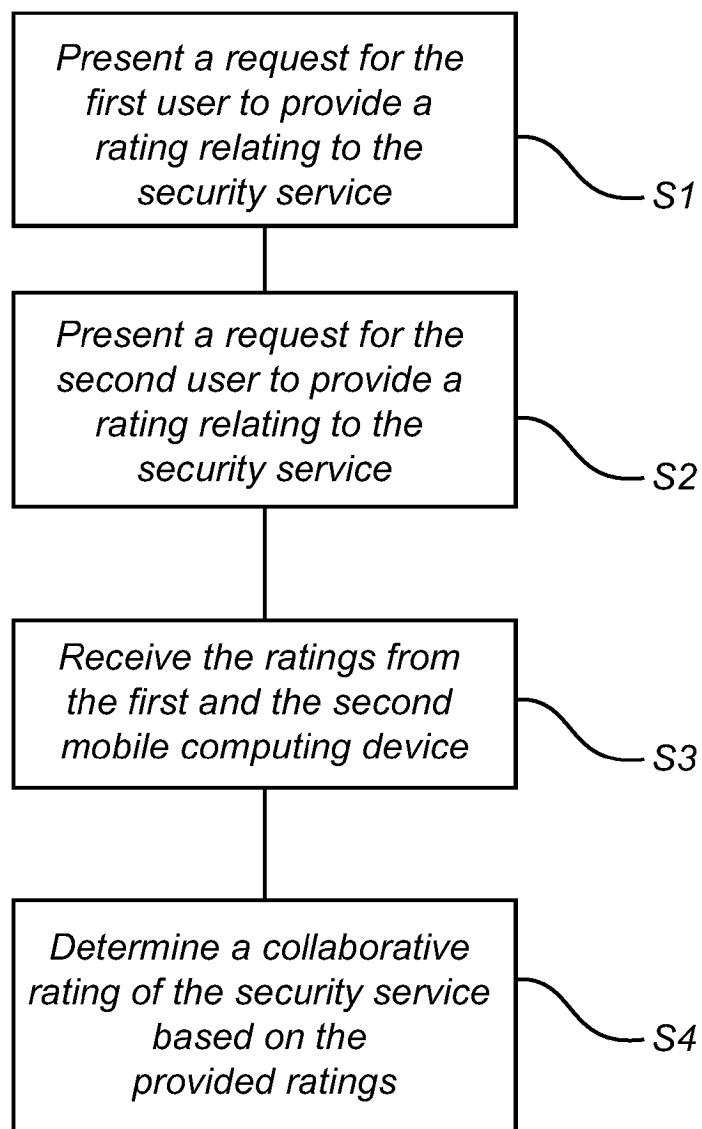 Present a request for the
first user to provide a
rating relating to the
security service
S1
Present a request for the
second user to provide a
rating relating to the
security service
S2
Receive the ratings from
the first and the second
mobile computing device
S3
Determine a collaborative
rating of the security service
based on the
provided ratings
S4